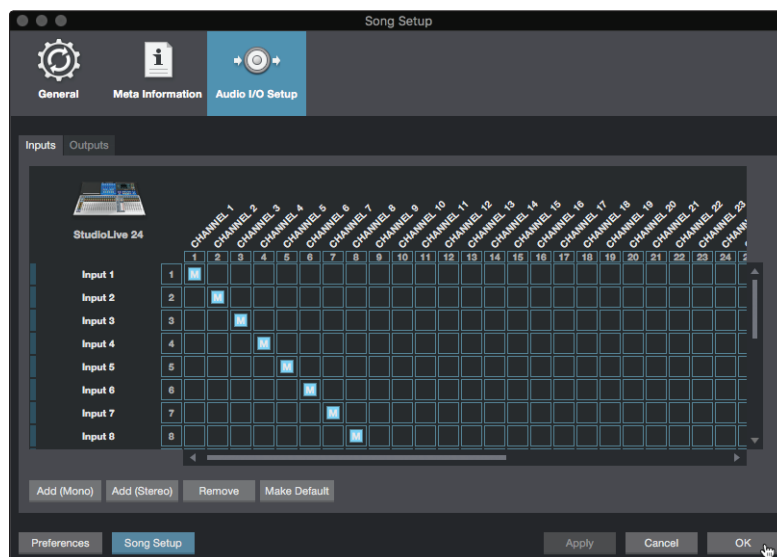 Song Setup
General Meta Information Audio I/O Setup
Inputs Outputs
StudioLive 24
CHANNEL 1 CHANNEL 2 CHANNEL 3 CHANNEL 4 CHANNEL 5 CHANNEL 6 CHANNEL 7 CHANNEL 8 CHANNEL 9 CHANNEL 10 CHANNEL 11 CHANNEL 12 CHANNEL 13 CHANNEL 14 CHANNEL 15 CHANNEL 16 CHANNEL 17 CHANNEL 18 CHANNEL 19 CHANNEL 20 CHANNEL 21 CHANNEL 22 CHANNEL 23
1 2 3 4 5 6 7 8 9 10 11 12 13 14 15 16 17 18 19 20 21 22 23 24
Input 1 1 M
Input 2 2 M
Input 3 3 M
Input 4 4 M
Input 5 5 M
Input 6 6 M
Input 7 7 M
Input 8 8 M
Add (Mono) Add (Stereo) Remove Make Default
Preferences Song Setup Apply Cancel OK